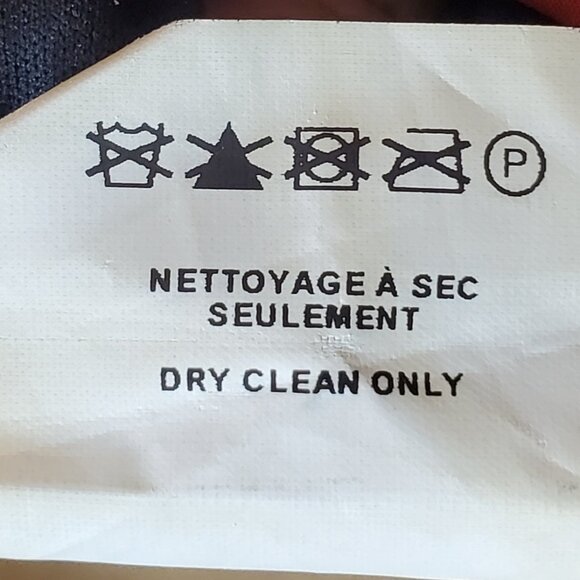 P
NETTOYAGE À SEC
SEULEMENT
DRY CLEAN ONLY